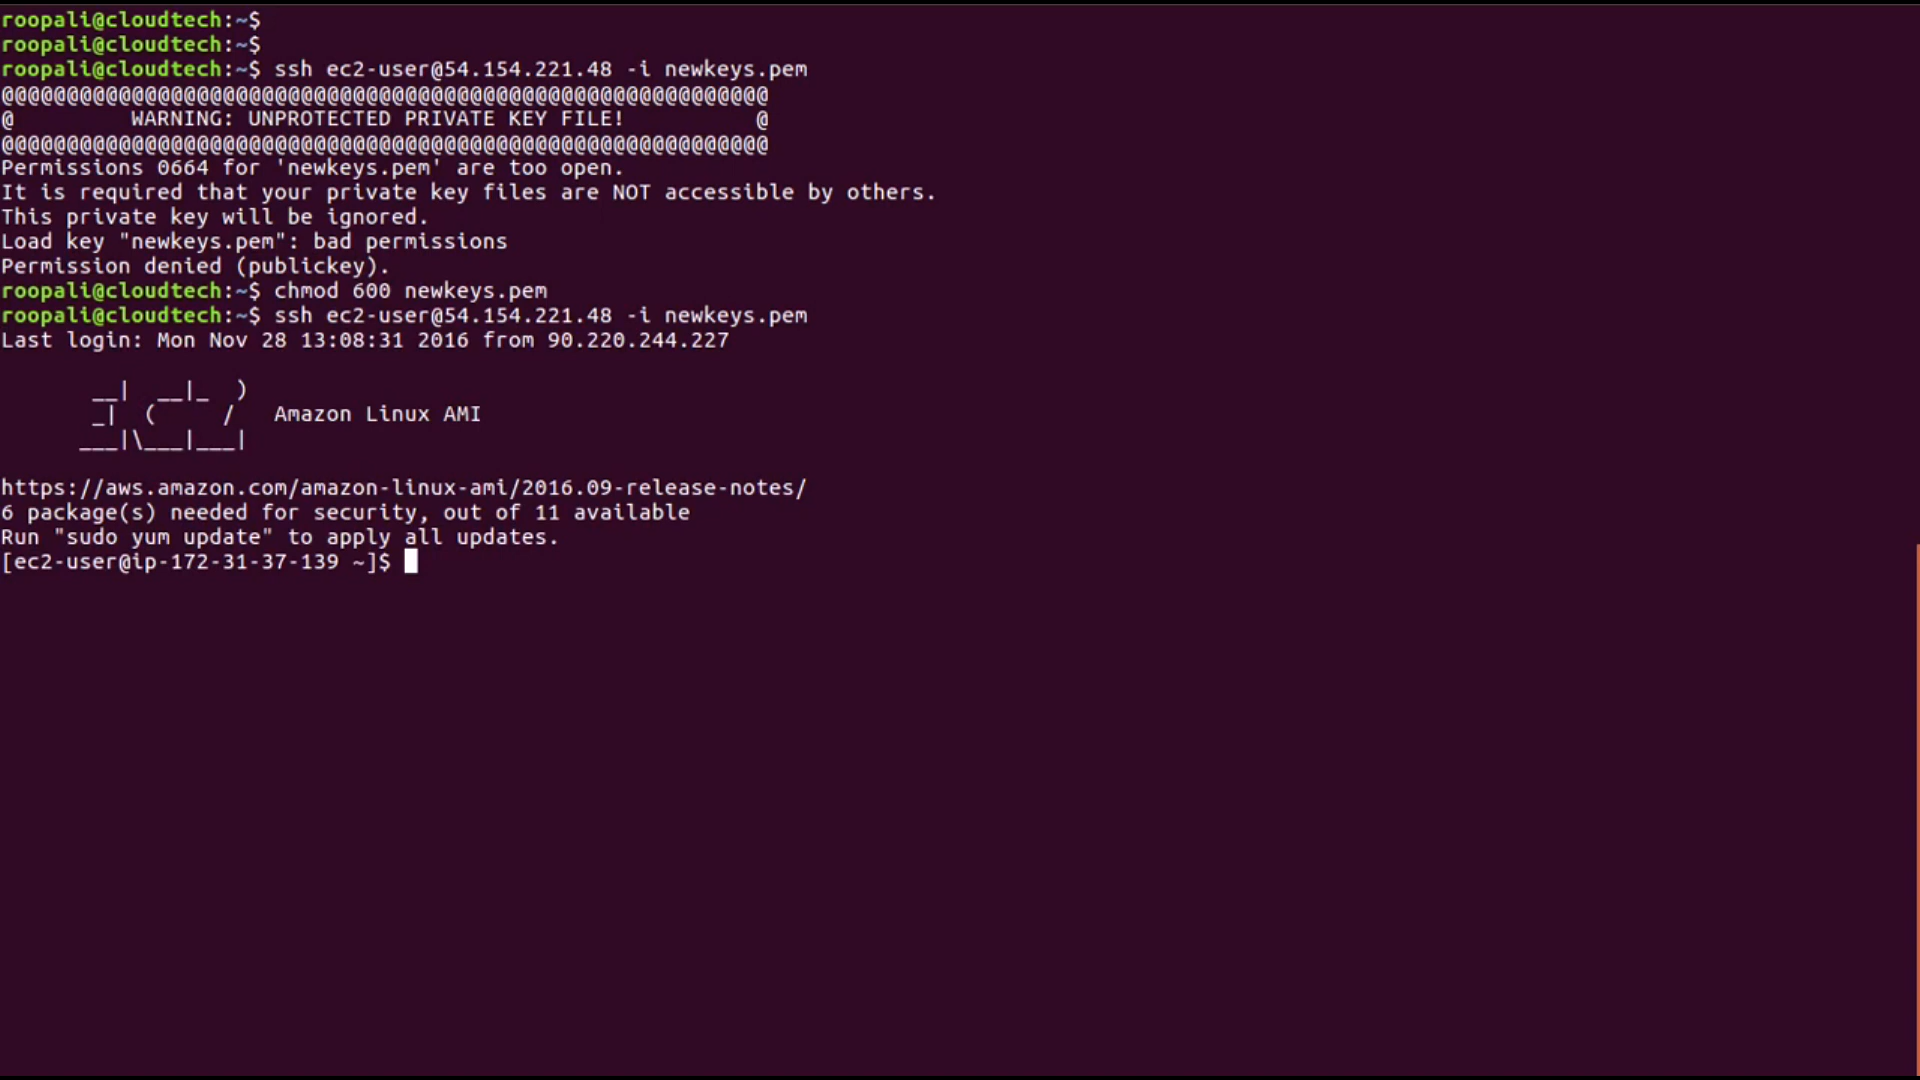 roopali@cloudtech:~$
roopali@cloudtech:~$
roopali@cloudtech:~$ ssh ec2-user@54.154.221.48 -i newkeys.pem
@@@@@@@@@@@@@@@@@@@@@@@@@@@@@@@@@@@@@@@@@@@@@@@@@@@@@@@@@@@
@         WARNING: UNPROTECTED PRIVATE KEY FILE!          @
@@@@@@@@@@@@@@@@@@@@@@@@@@@@@@@@@@@@@@@@@@@@@@@@@@@@@@@@@@@
Permissions 0664 for 'newkeys.pem' are too open.
It is required that your private key files are NOT accessible by others.
This private key will be ignored.
Load key "newkeys.pem": bad permissions
Permission denied (publickey).
roopali@cloudtech:~$ chmod 600 newkeys.pem
roopali@cloudtech:~$ ssh ec2-user@54.154.221.48 -i newkeys.pem
Last login: Mon Nov 28 13:08:31 2016 from 90.220.244.227
       __|  __|_  )
       _|  (     /   Amazon Linux AMI
      ___|\___|___|
https://aws.amazon.com/amazon-linux-ami/2016.09-release-notes/
6 package(s) needed for security, out of 11 available
Run "sudo yum update" to apply all updates.
[ec2-user@ip-172-31-37-139 ~]$